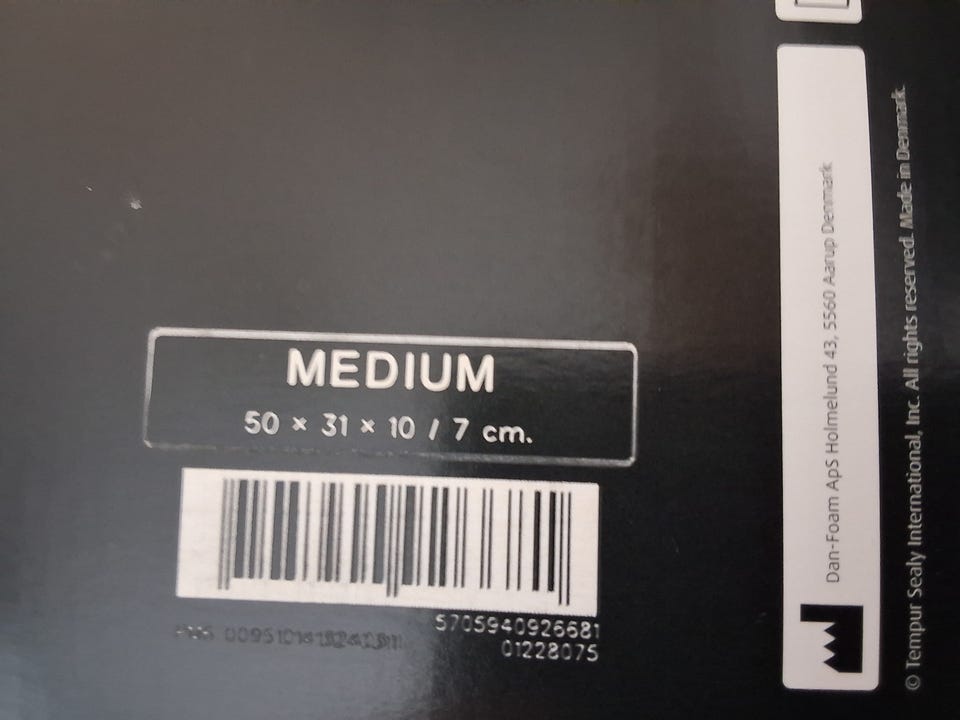 MEDIUM
50 × 31 × 10 / 7 cm.
5705940926681
01228075
Dan-Foam ApS Holmelund 43, 5560 Aarup Denmark
© Tempur Sealy International, Inc. All rights reserved. Made in Denmark.